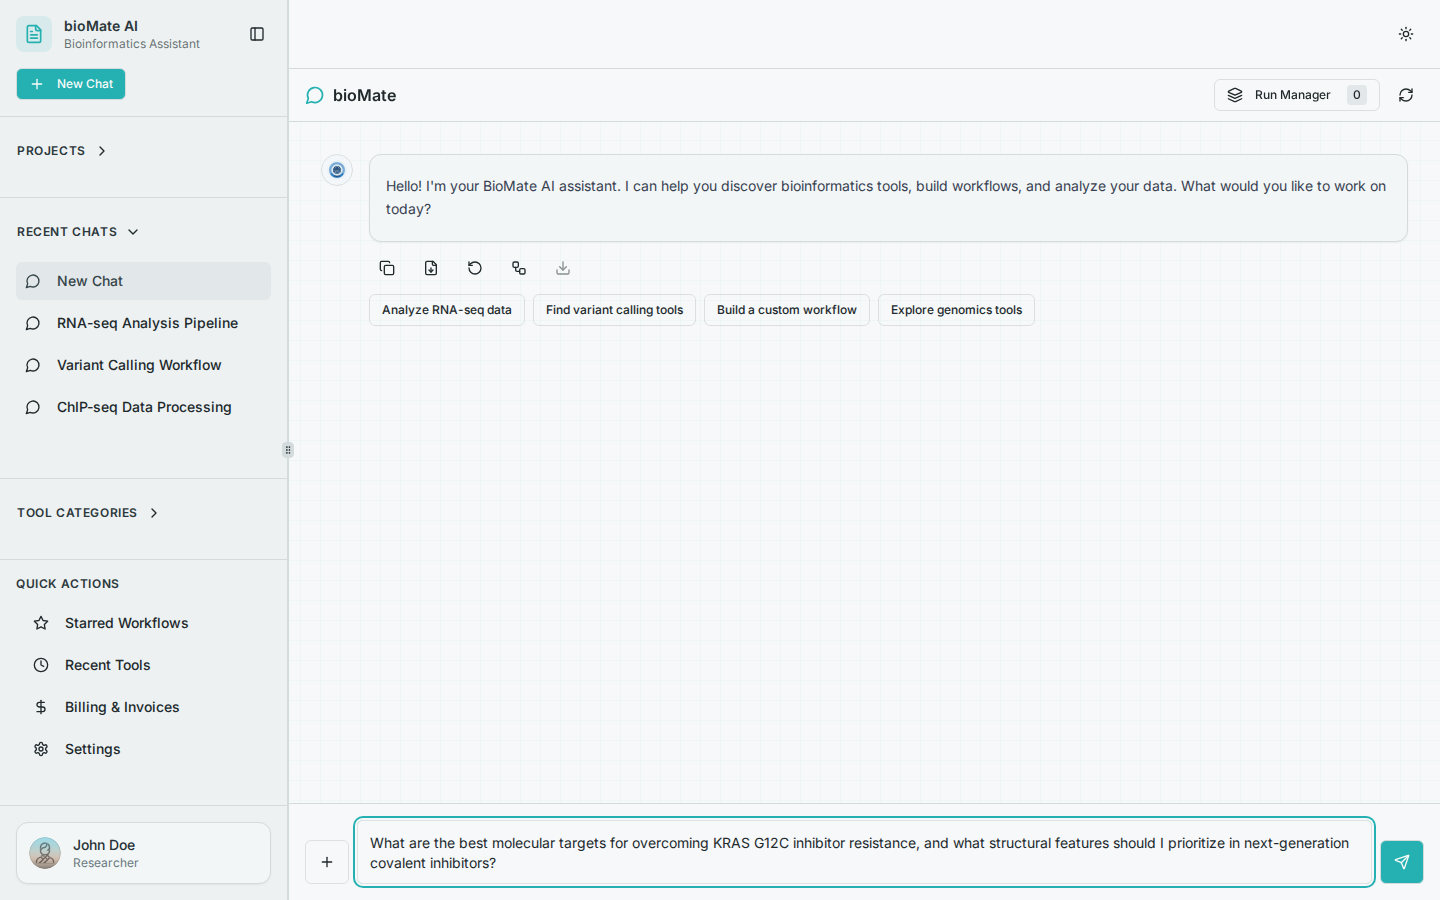 bioMate AI
Bioinformatics Assistant
New Chat
PROJECTS
RECENT CHATS
New Chat
RNA-seq Analysis Pipeline
Variant Calling Workflow
ChIP-seq Data Processing
TOOL CATEGORIES
QUICK ACTIONS
Starred Workflows
Recent Tools
Billing & Invoices
Settings
John Doe
Researcher
bioMate
Run Manager 0
Hello! I'm your BioMate AI assistant. I can help you discover bioinformatics tools, build workflows, and analyze your data. What would you like to work on
today?
Analyze RNA-seq data
Find variant calling tools
Build a custom workflow
Explore genomics tools
What are the best molecular targets for overcoming KRAS G12C inhibitor resistance, and what structural features should I prioritize in next-generation
covalent inhibitors?